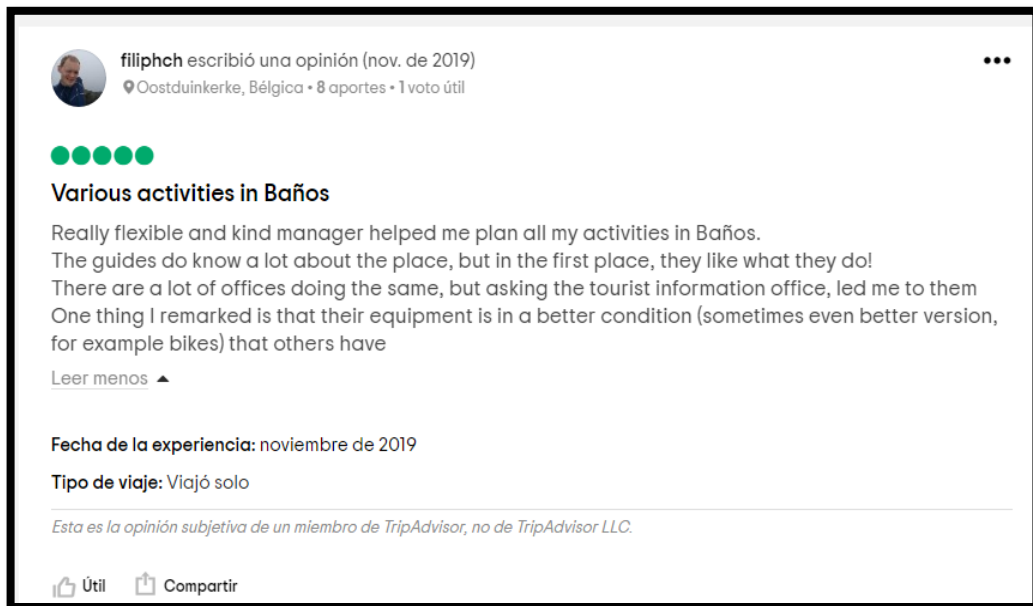 filiphch escribió una opinión (nov. de 2019)
Oostduinkerke, Bélgica • 8 aportes • 1 voto útil
Various activities in Baños
Really flexible and kind manager helped me plan all my activities in Baños.
The guides do know a lot about the place, but in the first place, they like what they do!
There are a lot of offices doing the same, but asking the tourist information office, led me to them
One thing I remarked is that their equipment is in a better condition (sometimes even better version,
for example bikes) that others have
Leer menos
Fecha de la experiencia: noviembre de 2019
Tipo de viaje: Viajó solo
Esta es la opinión subjetiva de un miembro de TripAdvisor, no de TripAdvisor LLC.
Útil Compartir